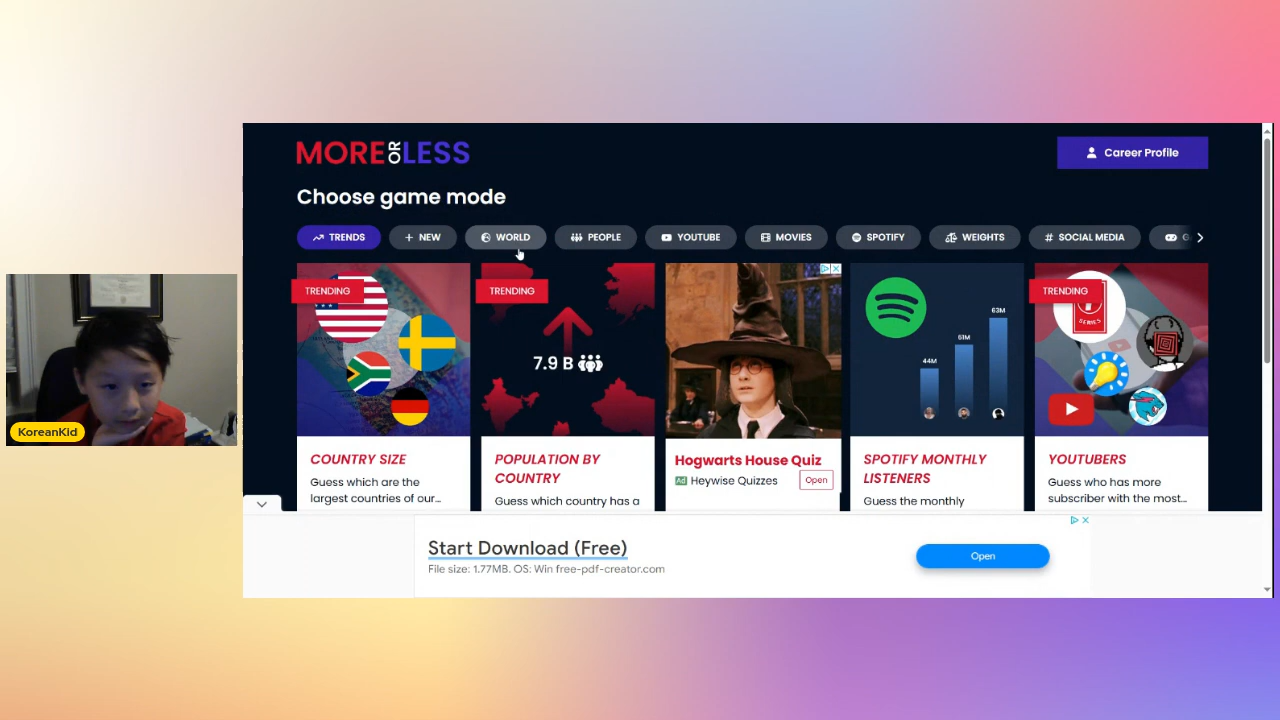 MORE OR LESS
Career Profile
Choose game mode
TRENDS
NEW
WORLD
PEOPLE
YOUTUBE
MOVIES
SPOTIFY
WEIGHTS
# SOCIAL MEDIA
TRENDING
TRENDING
TRENDING
7.9 B
44M
61M
63M
SERIES
COUNTRY SIZE
Guess which are the
largest countries of our...
POPULATION BY
COUNTRY
Guess which country has a
Hogwarts House Quiz
Ad Heywise Quizzes
Open
SPOTIFY MONTHLY
LISTENERS
Guess the monthly
YOUTUBERS
Guess who has more
subscriber with the most...
KoreanKid
Start Download (Free)
File size: 1.77MB. OS: Win free-pdf-creator.com
Open